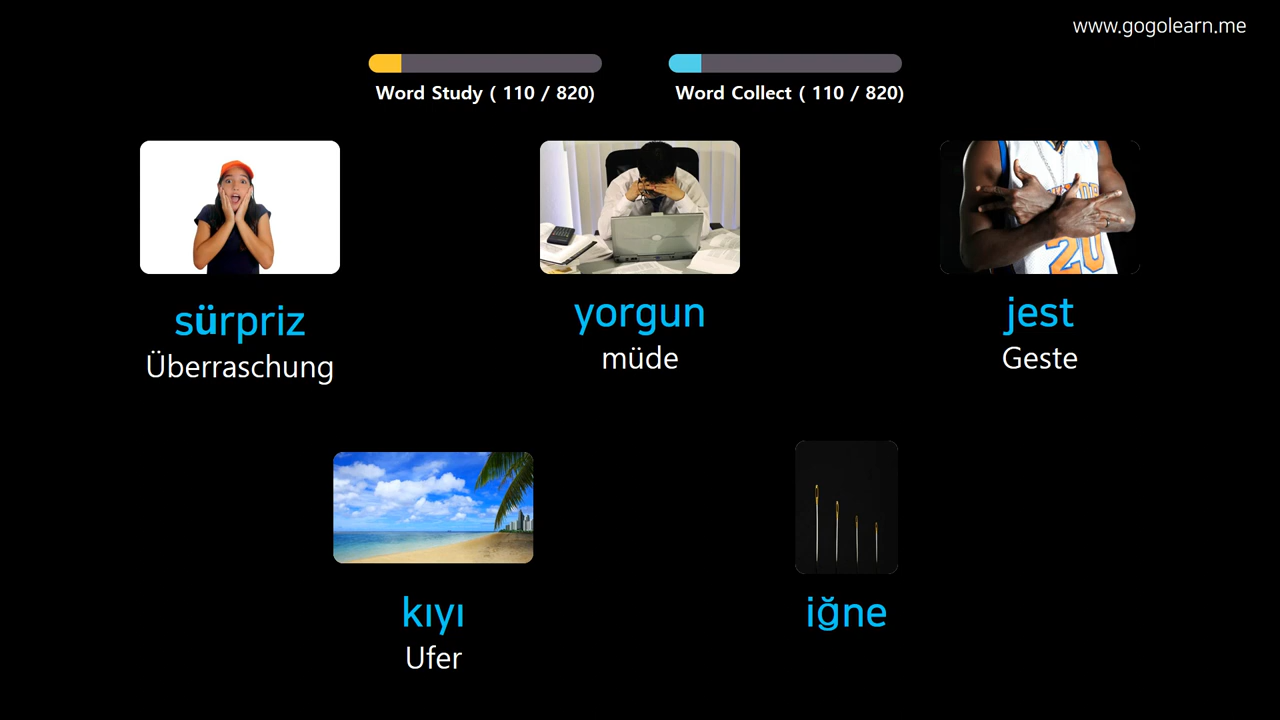 www.gogolearn.me
Word Study ( 110 / 820)
Word Collect ( 110 / 820)
sürpriz
Überraschung
yorgun
müde
jest
Geste
20
kıyı
Ufer
iğne